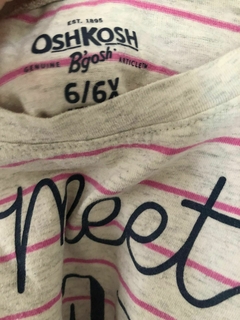 EST. 1895
OSHKOSH
B'gosh
GENUINE ARTICLE
6/6X
meet